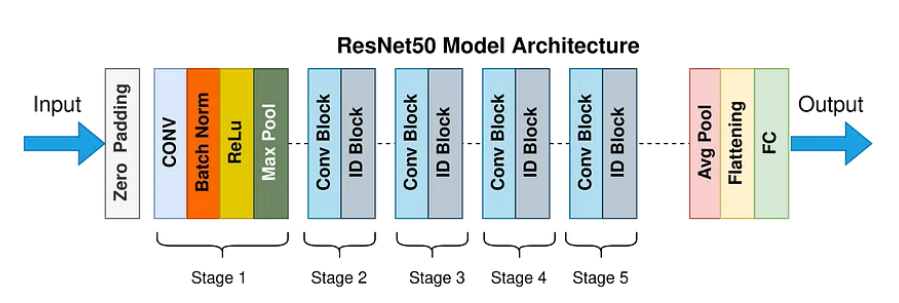 ResNet50 Model Architecture
Input
Zero Padding
CONV
Batch Norm
ReLu
Max Pool
Conv Block
ID Block
Conv Block
ID Block
Conv Block
ID Block
Conv Block
ID Block
Avg Pool
Flattening
FC
Output
Stage 1
Stage 2
Stage 3
Stage 4
Stage 5